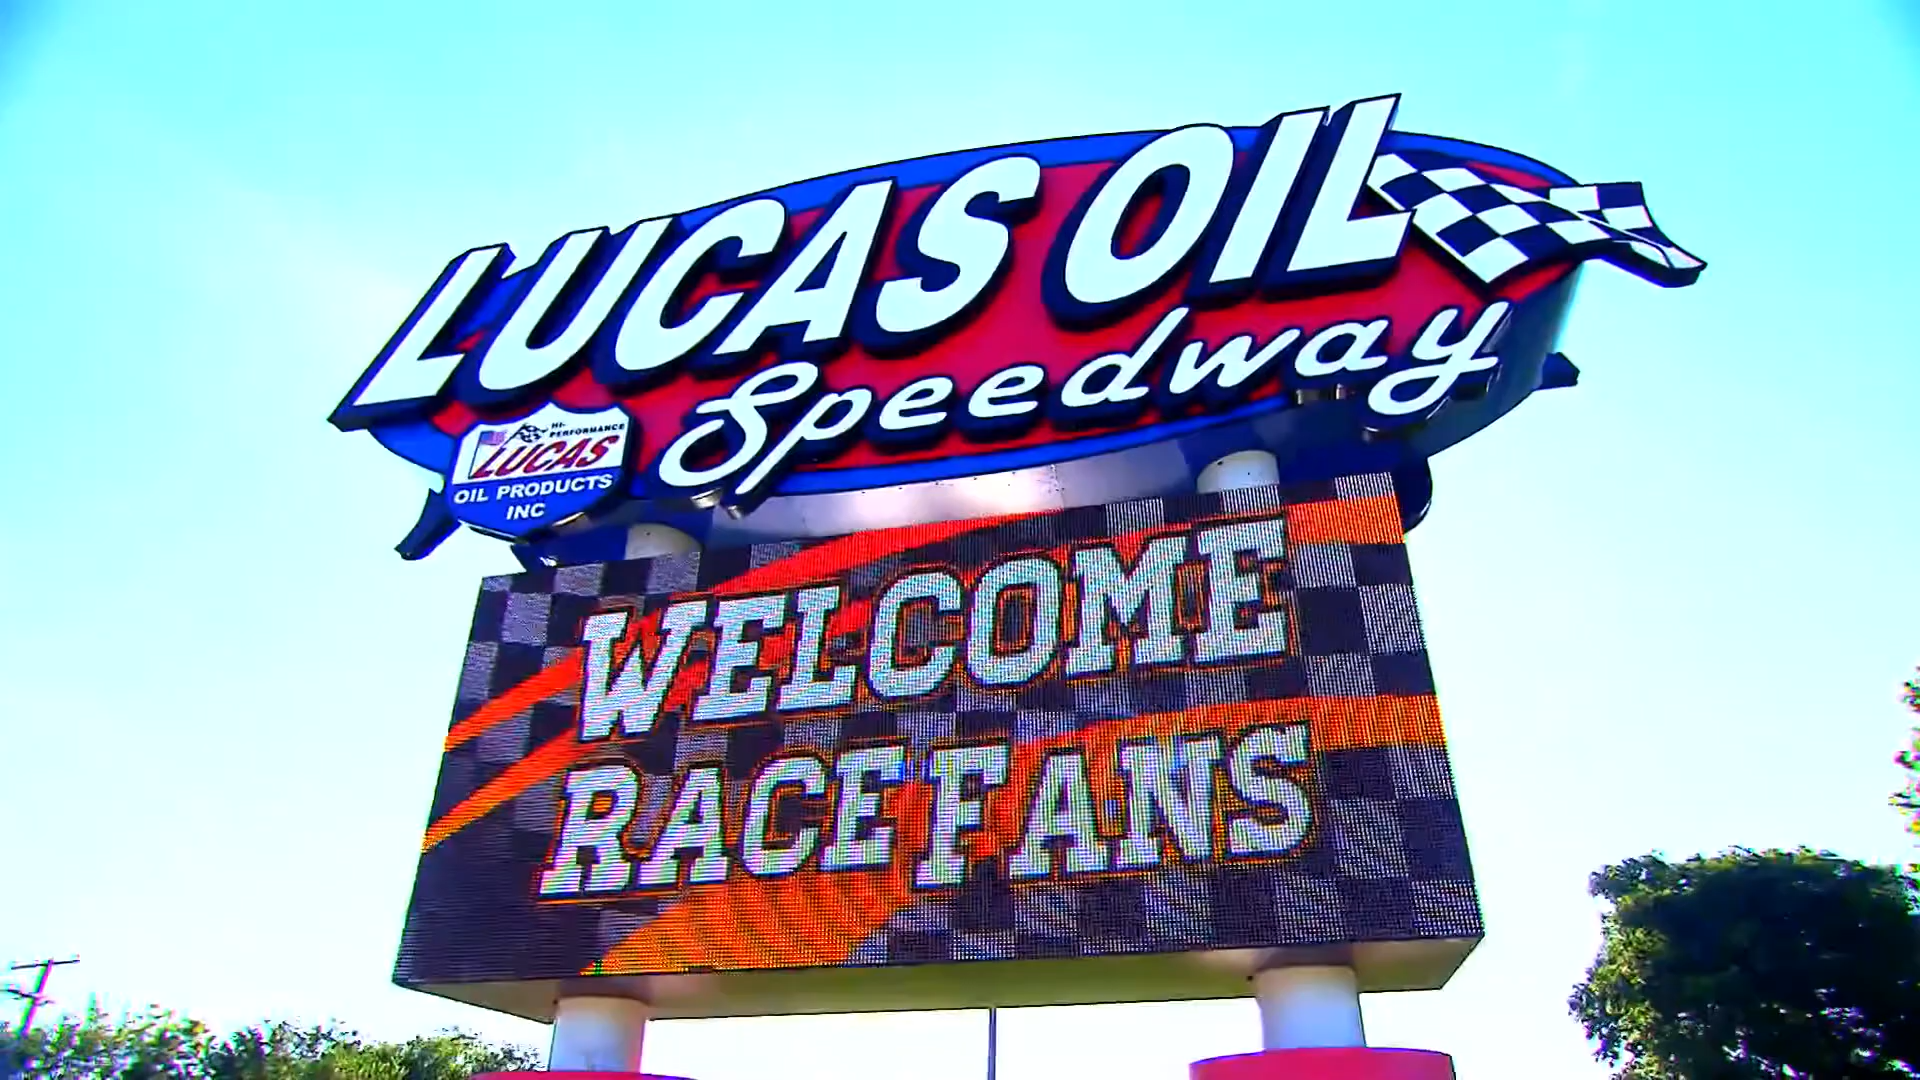 LUCAS OIL
Speedway
HI-
PERFORMANCE
LUCAS
OIL PRODUCTS
INC
WELCOME
RACE FANS